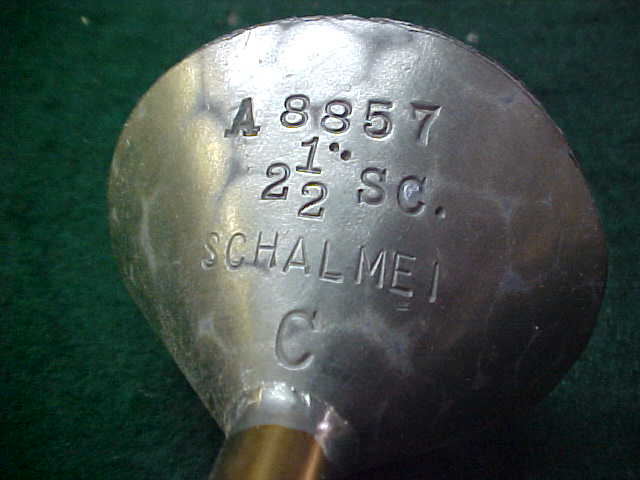 A 8857
2 1/2" SC.
SCHALMEI
C